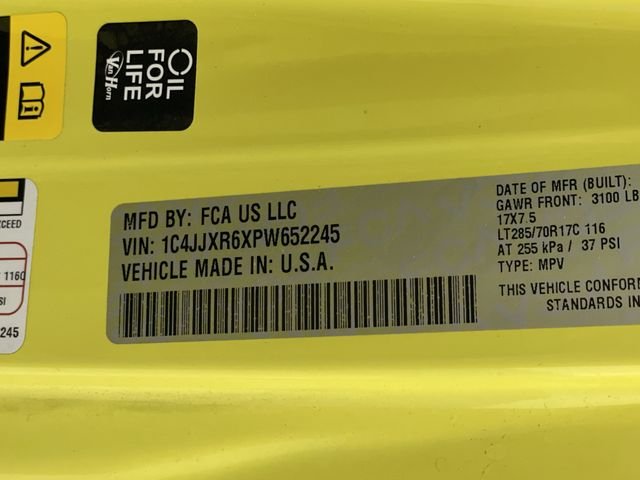 OIL
FOR
LIFE
Van Horn
EXCEED
1160
SI
245
MFD BY: FCA US LLC
VIN: 1C4JJXR6XPW652245
VEHICLE MADE IN: U.S.A.
DATE OF MFR (BUILT):
GAWR FRONT: 3100 LB
17X7.5
LT285/70R17C 116
AT 255 kPa / 37 PSI
TYPE: MPV
THIS VEHICLE CONFORM
STANDARDS IN